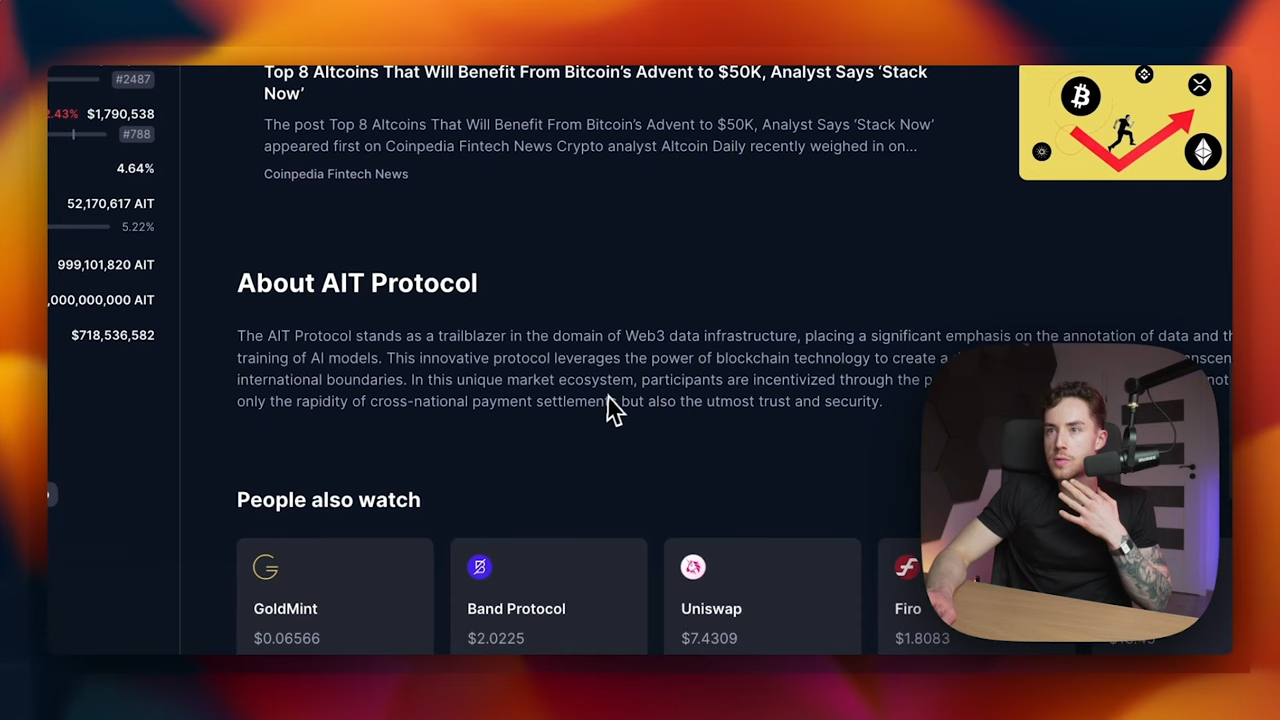 #2487
2.43% $1,790,538
#788
4.64%
52,170,617 AIT
5.22%
999,101,820 AIT
,000,000,000 AIT
$718,536,582
Top 8 Altcoins That Will Benefit From Bitcoin’s Advent to $50K, Analyst Says ‘Stack
Now’
The post Top 8 Altcoins That Will Benefit From Bitcoin’s Advent to $50K, Analyst Says ‘Stack Now’
appeared first on Coinpedia Fintech News Crypto analyst Altcoin Daily recently weighed in on...
Coinpedia Fintech News
About AIT Protocol
The AIT Protocol stands as a trailblazer in the domain of Web3 data infrastructure, placing a significant emphasis on the annotation of data and th
training of AI models. This innovative protocol leverages the power of blockchain technology to create a
international boundaries. In this unique market ecosystem, participants are incentivized through the p not
only the rapidity of cross-national payment settlements but also the utmost trust and security.
People also watch
GoldMint
$0.06566
Band Protocol
$2.0225
Uniswap
$7.4309
Firo
$1.8083